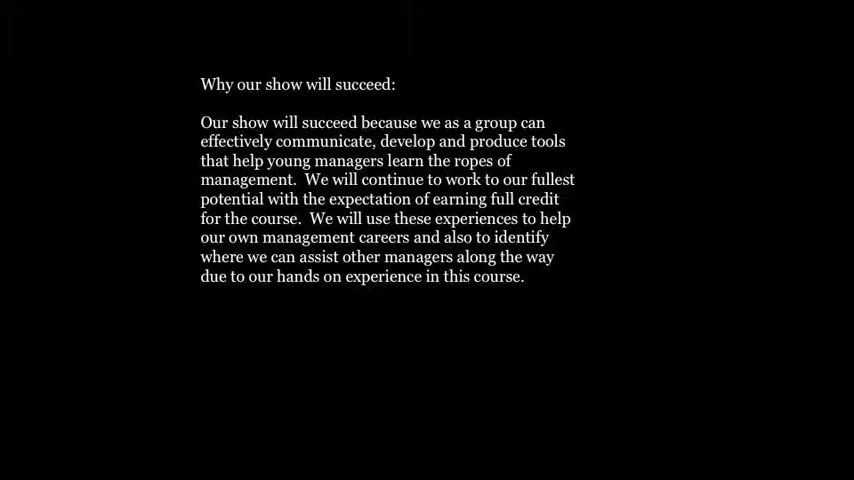 Why our show will succeed:
Our show will succeed because we as a group can
effectively communicate, develop and produce tools
that help young managers learn the ropes of
management.  We will continue to work to our fullest
potential with the expectation of earning full credit
for the course.  We will use these experiences to help
our own management careers and also to identify
where we can assist other managers along the way
due to our hands on experience in this course.